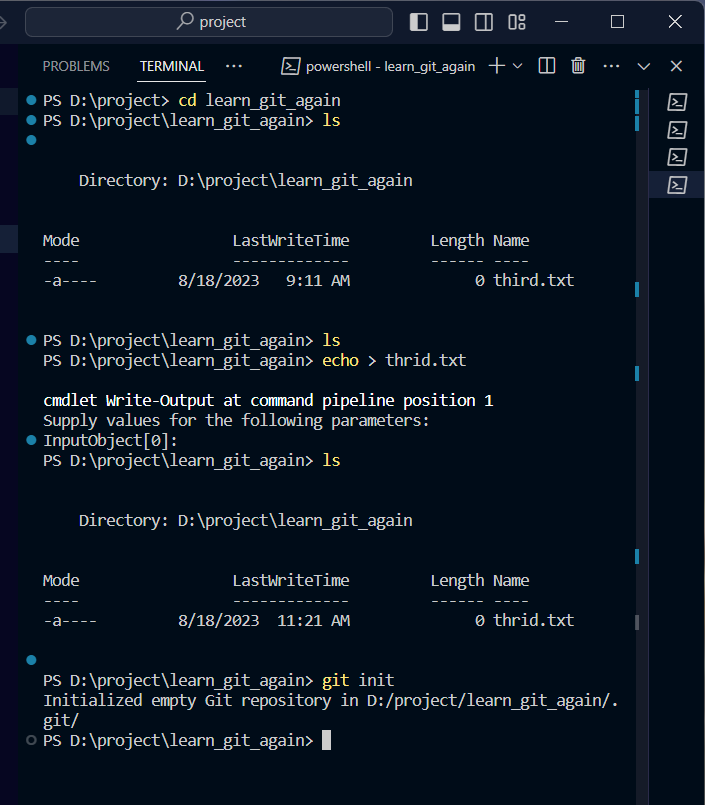 project
PROBLEMS TERMINAL ··· powershell - learn_git_again
PS D:\project> cd learn_git_again
PS D:\project\learn_git_again> ls
Directory: D:\project\learn_git_again
Mode LastWriteTime Length Name
---- ------------- ------ ----
-a---- 8/18/2023 9:11 AM 0 thrid.txt
PS D:\project\learn_git_again> ls
PS D:\project\learn_git_again> echo > thrid.txt
cmdlet Write-Output at command pipeline position 1
Supply values for the following parameters:
InputObject[0]:
PS D:\project\learn_git_again> ls
Directory: D:\project\learn_git_again
Mode LastWriteTime Length Name
---- ------------- ------ ----
-a---- 8/18/2023 11:21 AM 0 thrid.txt
PS D:\project\learn_git_again> git init
Initialized empty Git repository in D:/project/learn_git_again/.
git/
PS D:\project\learn_git_again>